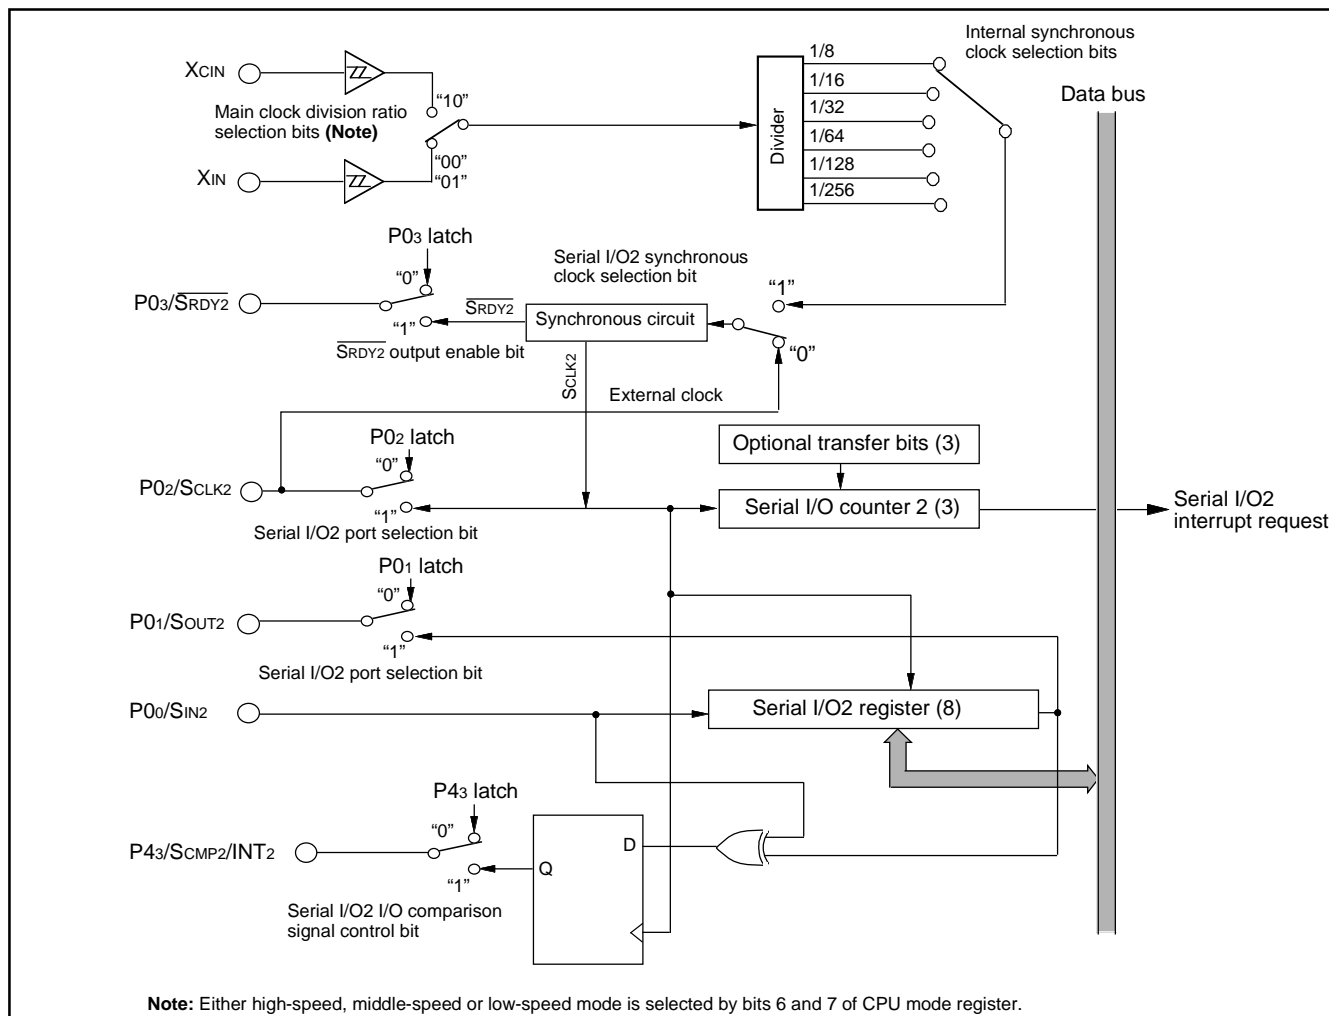 Internal synchronous
clock selection bits
XCIN
"10"
Main clock division ratio
selection bits (Note)
XIN
"00"
"01"
Divider
1/8
1/16
1/32
1/64
1/128
1/256
Data bus
P03 latch
"0"
P03/SRDY2
"1"
SRDY2
SRDY2 output enable bit
Serial I/O2 synchronous
clock selection bit
Synchronous circuit
"1"
"0"
SCLK2
External clock
P02 latch
"0"
P02/SCLK2
"1"
Serial I/O2 port selection bit
Optional transfer bits (3)
Serial I/O counter 2 (3)
Serial I/O2
interrupt request
P01 latch
"0"
P01/SOUT2
"1"
Serial I/O2 port selection bit
P00/SIN2
Serial I/O2 register (8)
P43 latch
"0"
P43/SCMP2/INT2
"1"
D
Q
Serial I/O2 I/O comparison
signal control bit
Note: Either high-speed, middle-speed or low-speed mode is selected by bits 6 and 7 of CPU mode register.